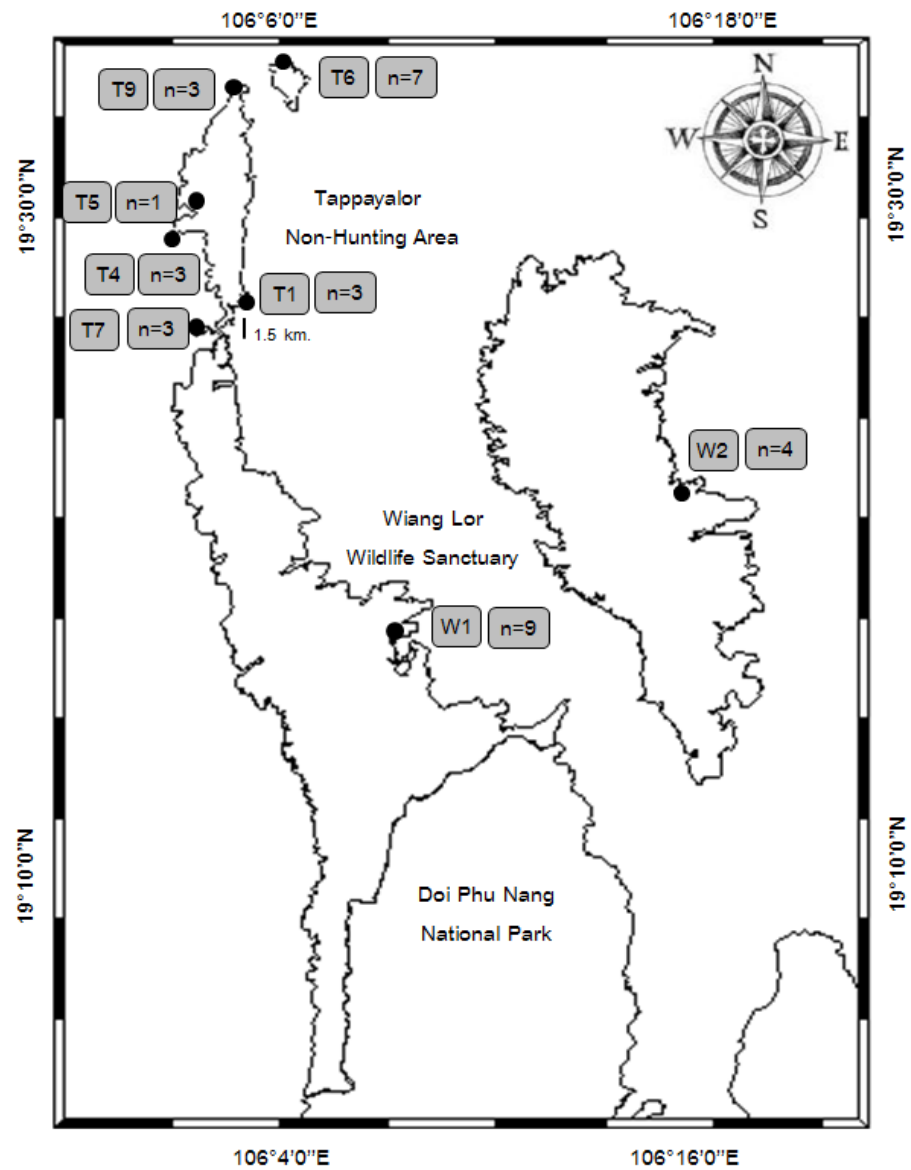 106°6'0"E 106°18'0"E
N
W E
S
T9 n=3
T6 n=7
19°30'0"N
19°30'0"N
T5 n=1
Tappayalor
Non-Hunting Area
T4 n=3
T1 n=3
T7 n=3
1.5 km.
W2 n=4
Wiang Lor
Wildlife Sanctuary
W1 n=9
19°10'0"N
19°10'0"N
Doi Phu Nang
National Park
106°4'0"E 106°16'0"E